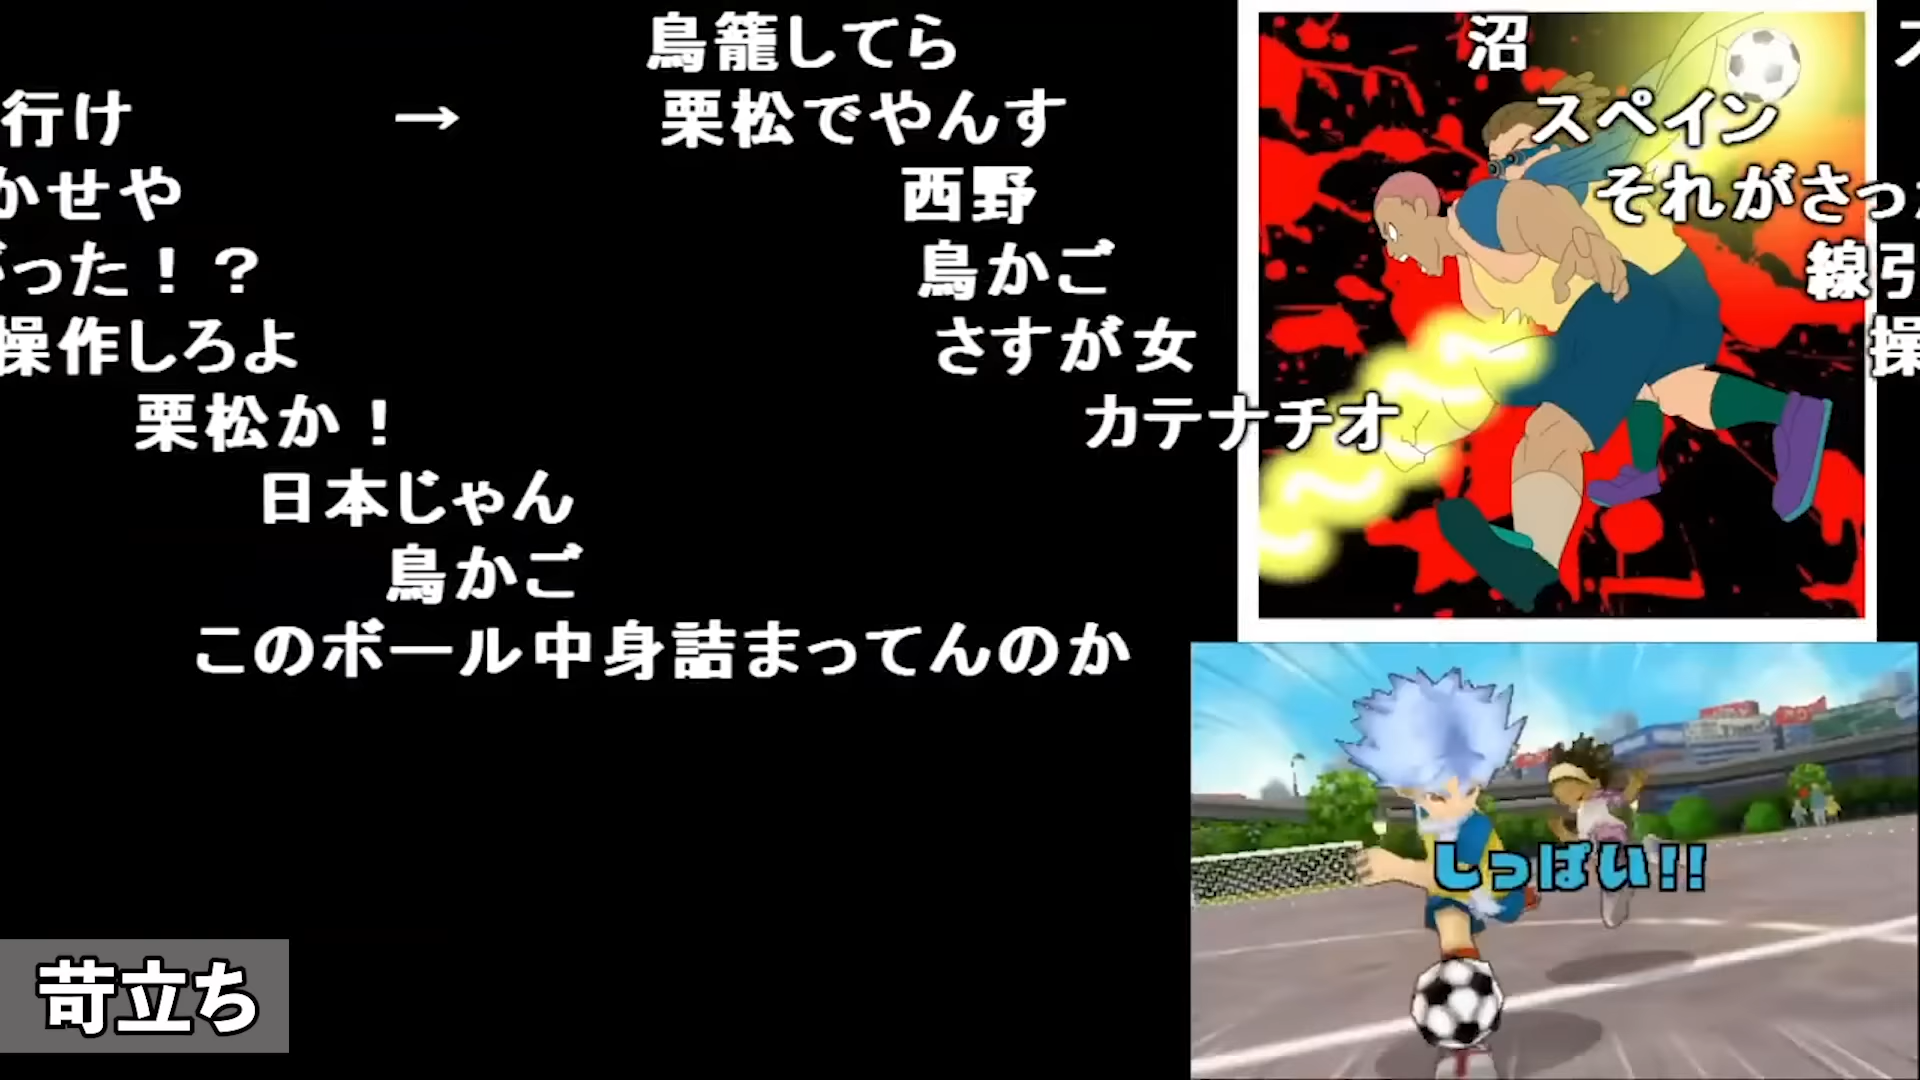 鳥籠してら
沼
行け
→
栗松でやんす
スペイン
かせや
西野
それがさっ
った！？
鳥かご
線引
操作しろよ
さすが女
操
栗松か！
カテナチオ
日本じゃん
鳥かご
このボール中身詰まってんのか
しっぱい!!
苛立ち